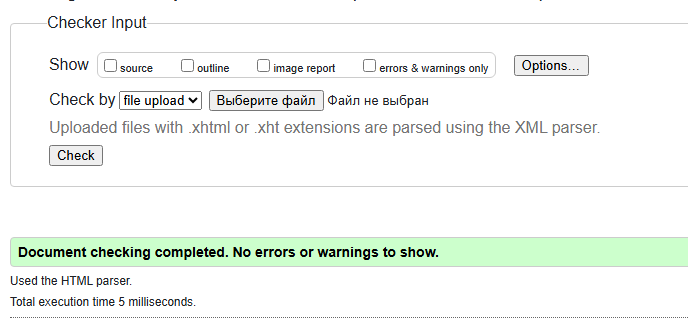 Checker Input
Show source outline image report errors & warnings only Options...
Check by file upload Выберите файл Файл не выбран
Uploaded files with .xhtml or .xht extensions are parsed using the XML parser.
Check
Document checking completed. No errors or warnings to show.
Used the HTML parser.
Total execution time 5 milliseconds.